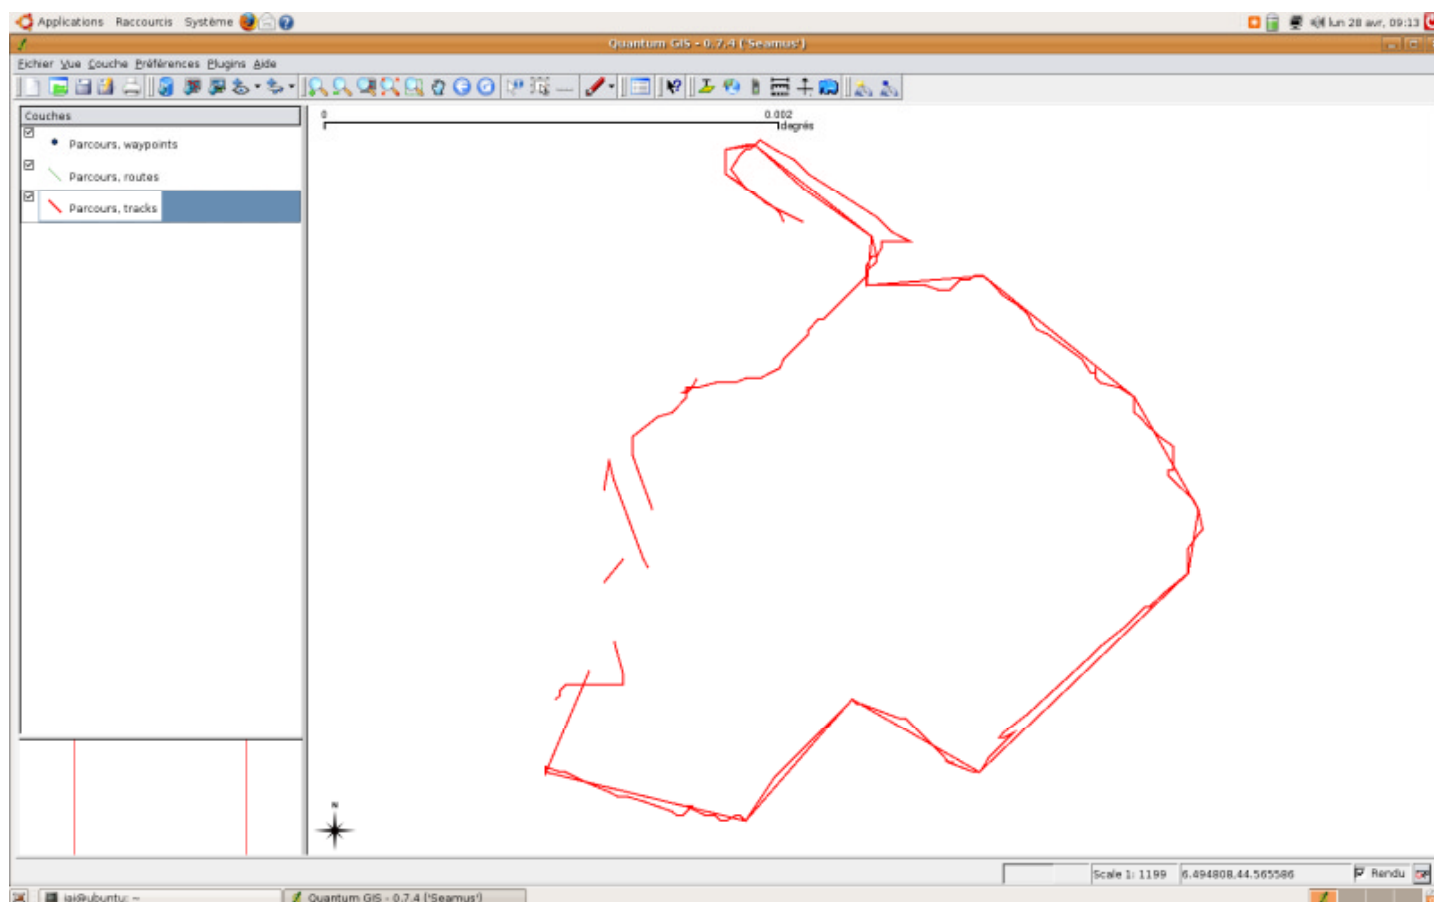 Applications Raccourcis Système lun 28 avr, 09:13
Quantum GIS - 0.7.4 ('Seamus')
Fichier Vue Couche Préférences Plugins Aide
Couches
Parcours, waypoints
Parcours, routes
Parcours, tracks
0 0.002
degrés
N
Scale 1: 1199 6.494808,44.565586 Rendu
jai@ubuntu: ~ Quantum GIS - 0.7.4 ('Seamus')